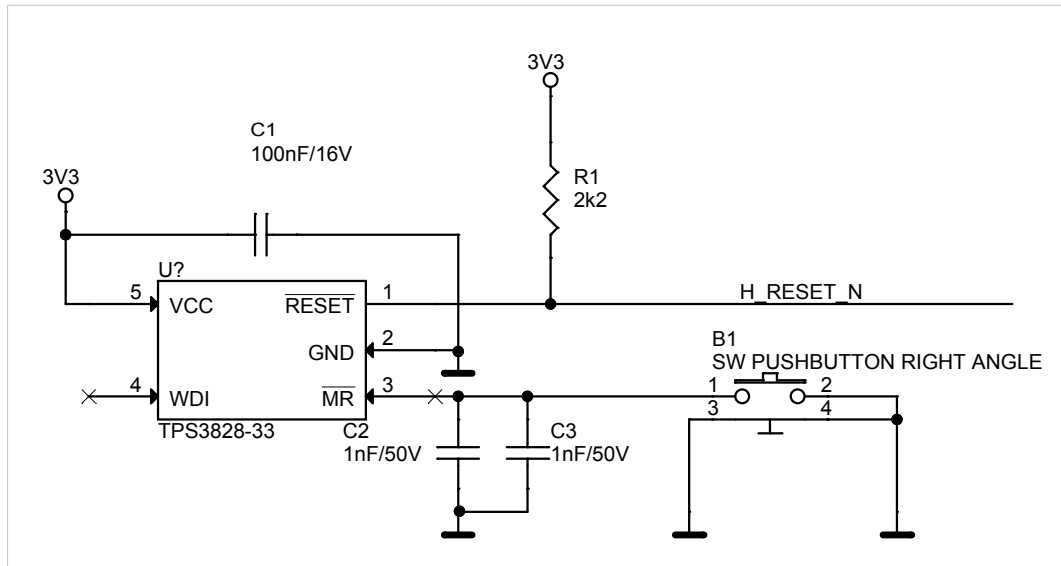 3V3
C1
100nF/16V
R1
2k2
3V3
U?
5 VCC RESET 1
H_RESET_N
GND 2
B1
SW PUSHBUTTON RIGHT ANGLE
4 WDI MR 3
1 2
3 4
TPS3828-33
C2
1nF/50V
C3
1nF/50V